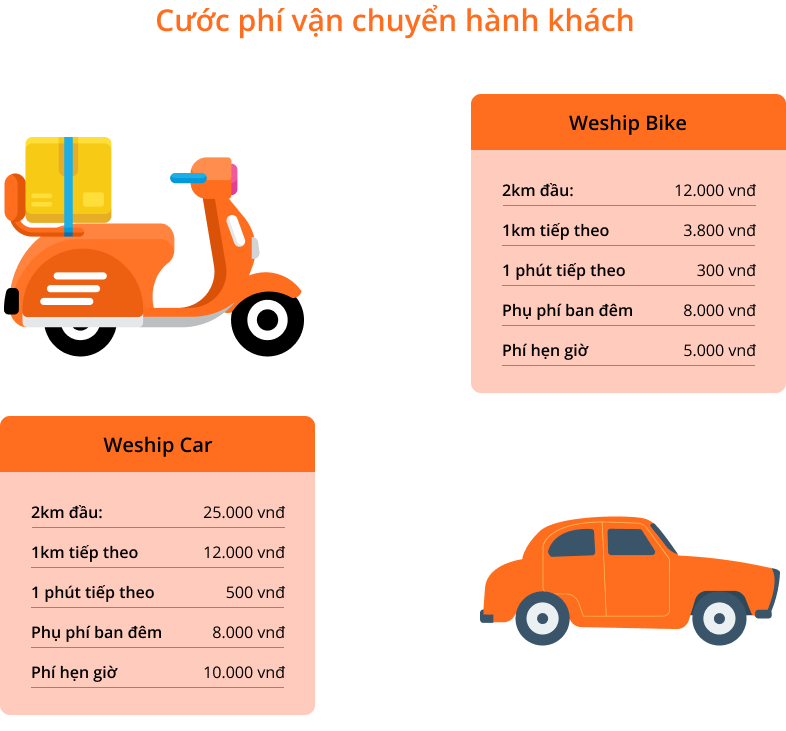 Cước phí vận chuyển hành khách
Weship Bike
2km đầu: 12.000 vnđ
1km tiếp theo 3.800 vnđ
1 phút tiếp theo 300 vnđ
Phụ phí ban đêm 8.000 vnđ
Phí hẹn giờ 5.000 vnđ
Weship Car
2km đầu: 25.000 vnđ
1km tiếp theo 12.000 vnđ
1 phút tiếp theo 500 vnđ
Phụ phí ban đêm 8.000 vnđ
Phí hẹn giờ 10.000 vnđ